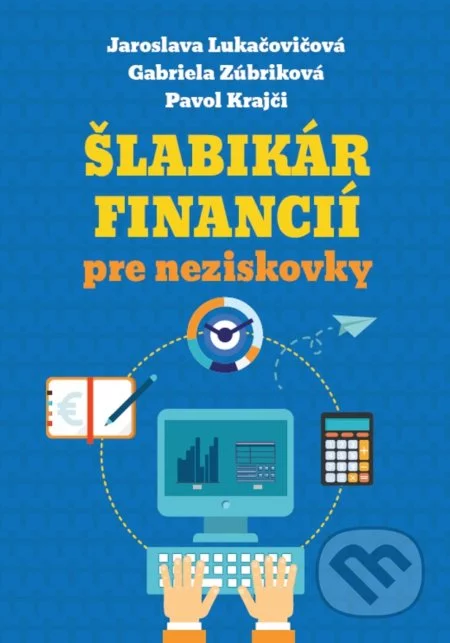 Jaroslava Lukačovičová
Gabriela Zúbriková
Pavol Krajči
ŠLABIKÁR
FINANCIÍ
pre neziskovky
€